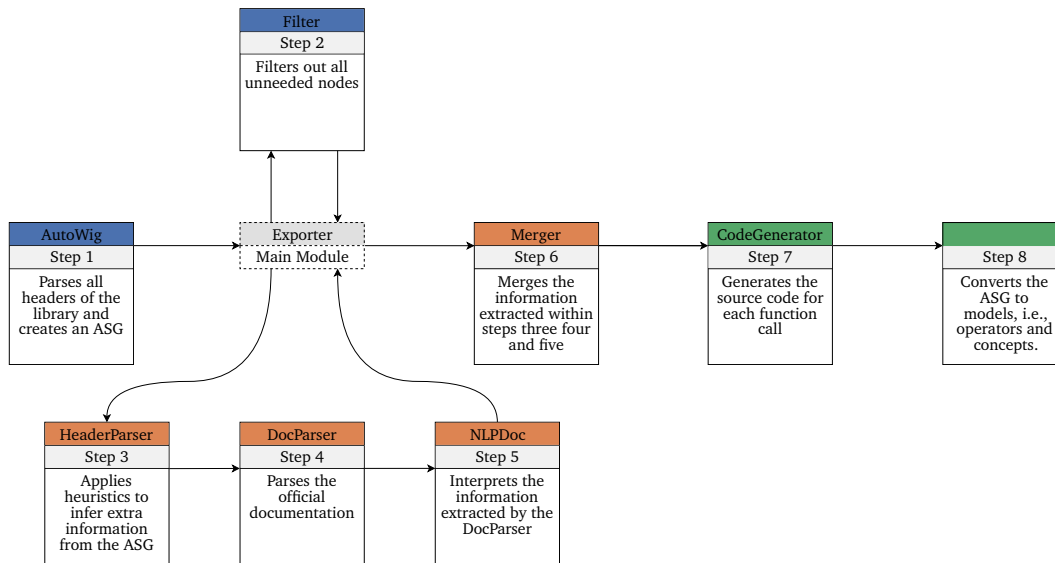 Filter
Step 2
Filters out all
unneeded nodes
AutoWig
Step 1
Parses all
headers of the
library and
creates an ASG
Exporter
Main Module
Merger
Step 6
Merges the
information
extracted within
steps three four
and five
CodeGenerator
Step 7
Generates the
source code for
each function
call
Step 8
Converts the
ASG to
models, i.e.,
operators and
concepts.
HeaderParser
Step 3
Applies
heuristics to
infer extra
information
from the ASG
DocParser
Step 4
Parses the
official
documentation
NLPDoc
Step 5
Interprets the
information
extracted by the
DocParser